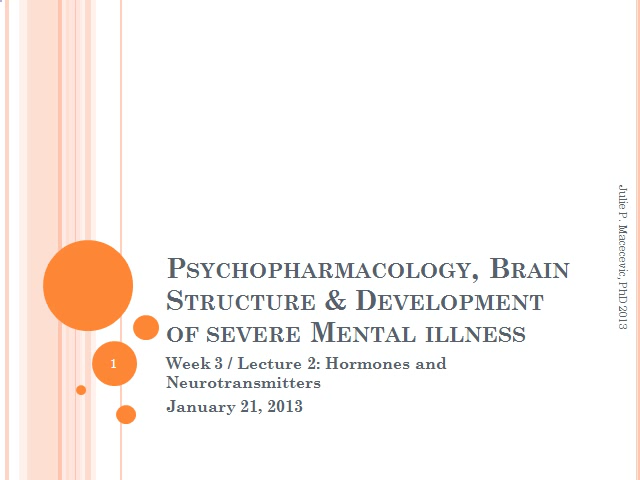 Psychopharmacology, Brain
Structure & Development
of severe Mental illness
Week 3 / Lecture 2: Hormones and
Neurotransmitters
January 21, 2013
1
Julie P. Macecevic, PhD 2013